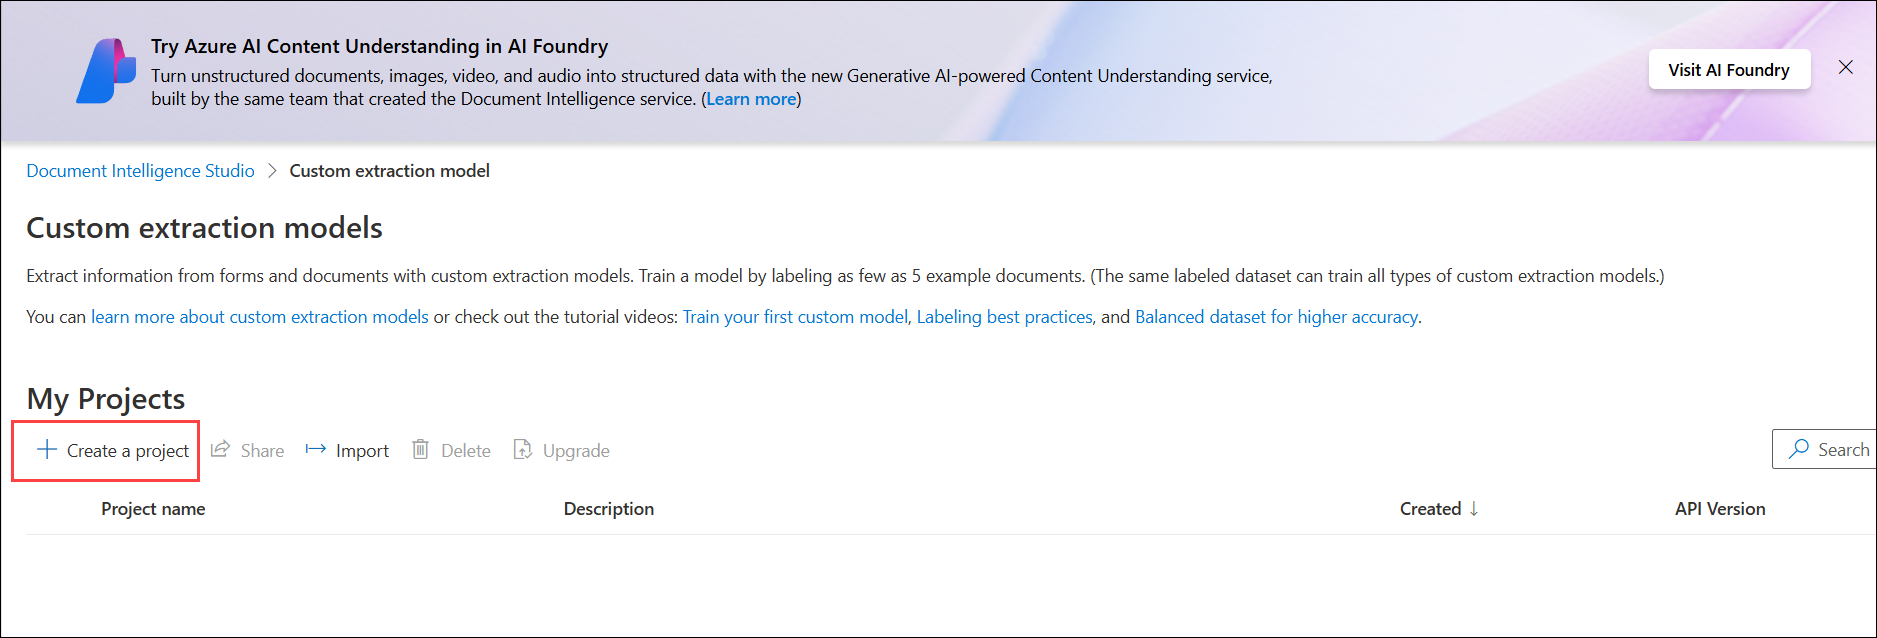 Try Azure AI Content Understanding in AI Foundry
Turn unstructured documents, images, video, and audio into structured data with the new Generative AI-powered Content Understanding service,
built by the same team that created the Document Intelligence service. (Learn more)
Visit AI Foundry
Document Intelligence Studio > Custom extraction model
Custom extraction models
Extract information from forms and documents with custom extraction models. Train a model by labeling as few as 5 example documents. (The same labeled dataset can train all types of custom extraction models.)
You can learn more about custom extraction models or check out the tutorial videos: Train your first custom model, Labeling best practices, and Balanced dataset for higher accuracy.
My Projects
Create a project Share Import Delete Upgrade Search
Project name Description Created ↓ API Version